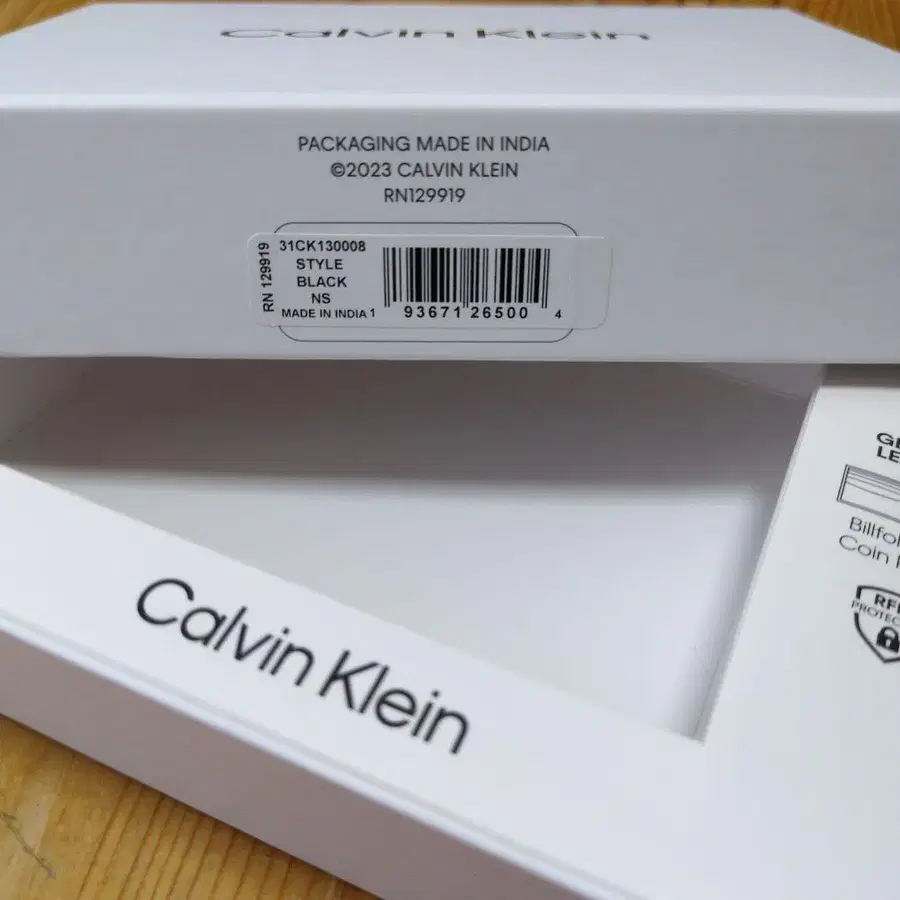 Calvin Klein
PACKAGING MADE IN INDIA
©2023 CALVIN KLEIN
RN129919
RN 129919
31CK130008
STYLE
BLACK
NS
MADE IN INDIA
1 93671 26500 4
Calvin Klein
Coin